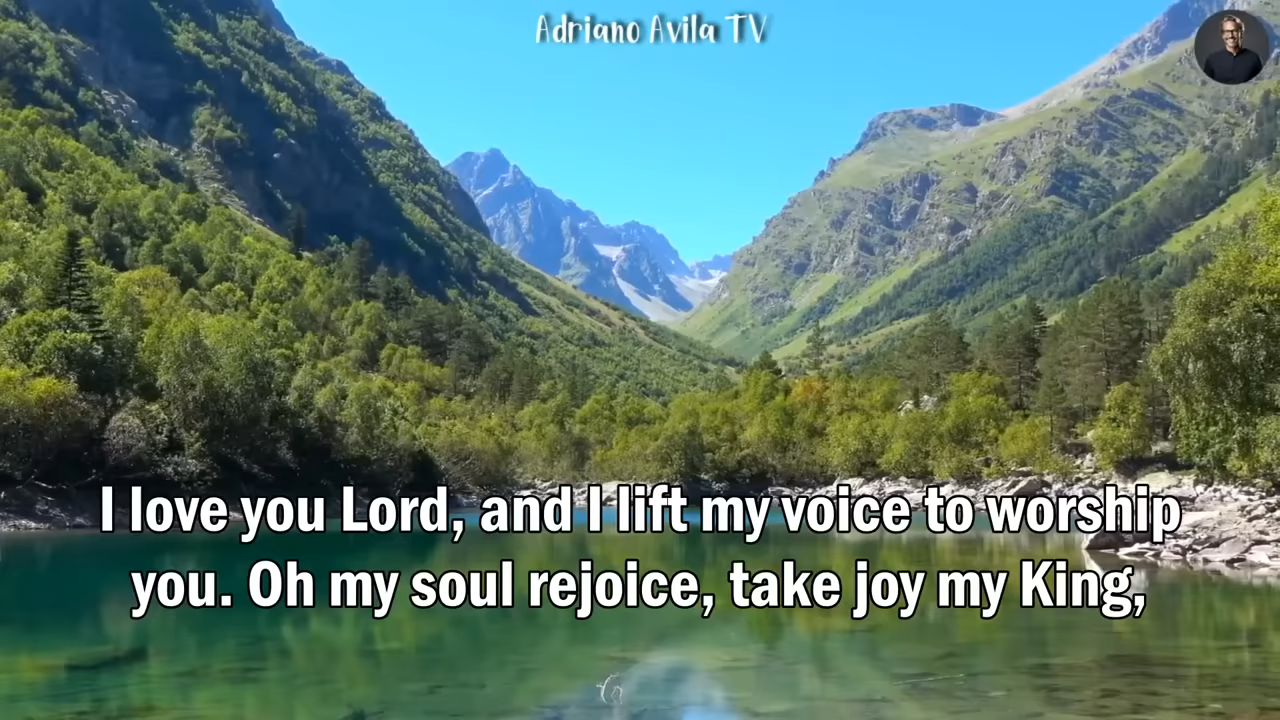 Adriano Avila TV
I love you Lord, and I lift my voice to worship
you. Oh my soul rejoice, take joy my King,